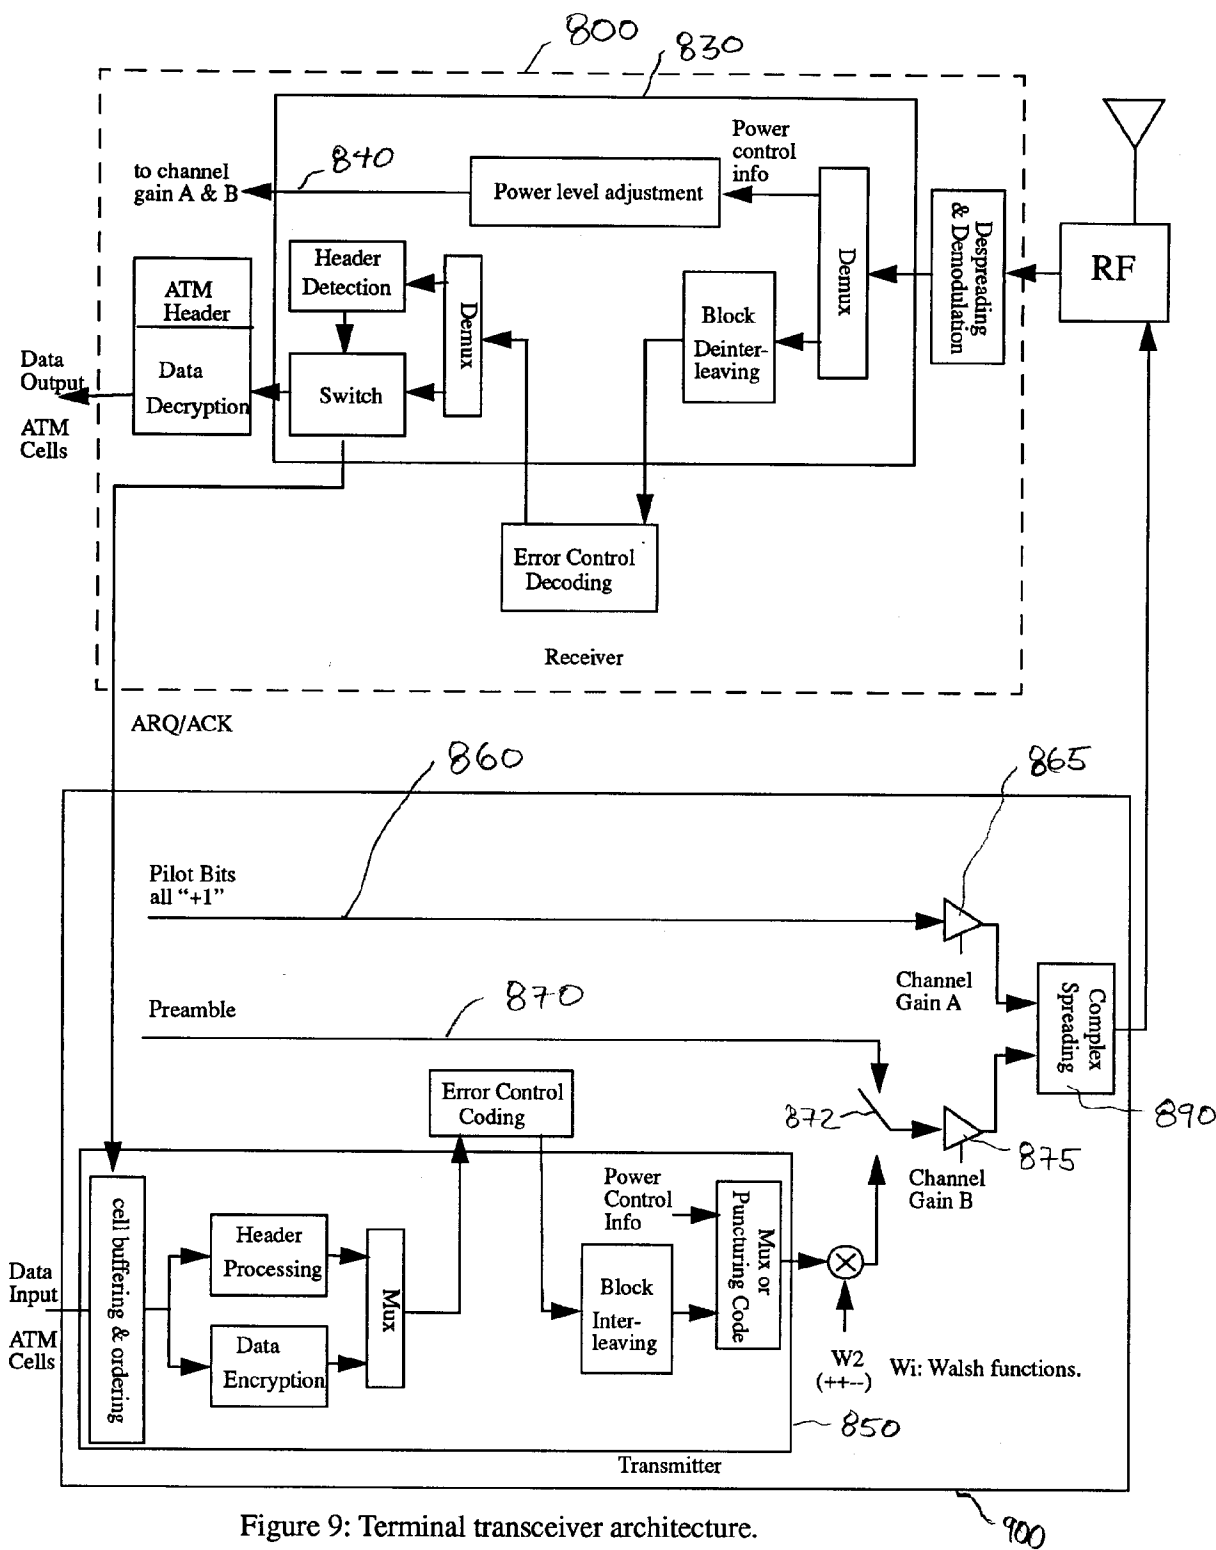 800
830
Power
control
info
to channel
gain A & B
840
Power level adjustment
Despreading
& Demodulation
RF
Demux
Header
Detection
Demux
Block
Deinter-
leaving
ATM
Header
Data
Decryption
Switch
Data
Output
ATM
Cells
Error Control
Decoding
Receiver
ARQ/ACK
860
865
Pilot Bits
all “+1”
Channel
Gain A
Preamble
870
Complex
Spreading
Error Control
Coding
872
875
890
Channel
Gain B
Power
Control
Info
Mux or
Puncturing Code
cell buffering & ordering
Header
Processing
Mux
Data
Input
ATM
Cells
Block
Inter-
leaving
Data
Encryption
W2
(++--)
Wi: Walsh functions.
850
Transmitter
900
Figure 9: Terminal transceiver architecture.